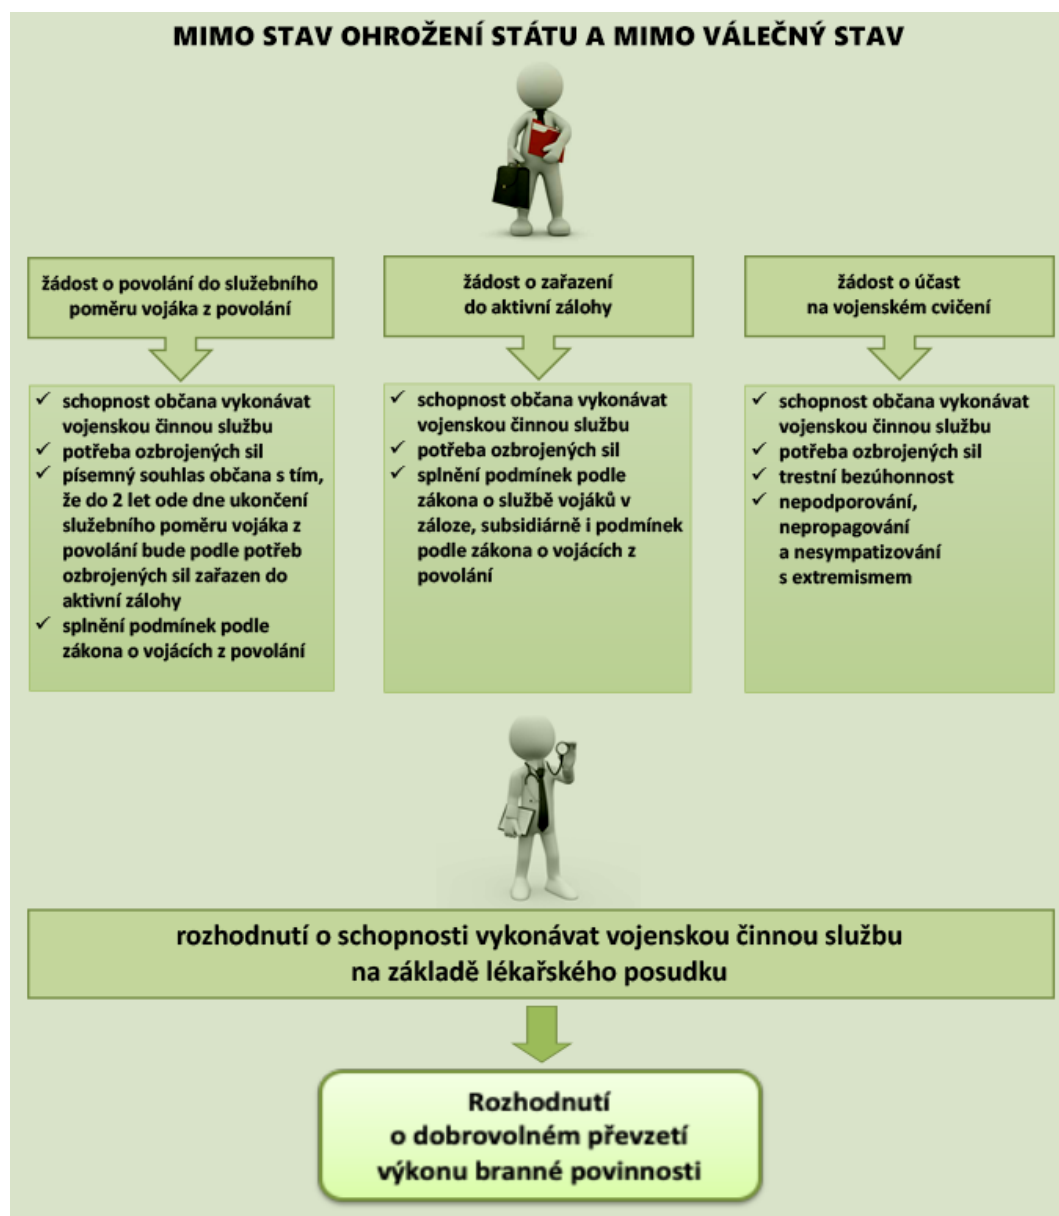 MIMO STAV OHROŽENÍ STÁTU A MIMO VÁLEČNÝ STAV
žádost o povolání do služebního
poměru vojáka z povolání
✓ schopnost občana vykonávat
vojenskou činnou službu
✓ potřeba ozbrojených sil
✓ písemný souhlas občana s tím,
že do 2 let ode dne ukončení
služebního poměru vojáka z
povolání bude podle potřeb
ozbrojených sil zařazen do
aktivní zálohy
✓ splnění podmínek podle
zákona o vojácích z povolání
žádost o zařazení
do aktivní zálohy
✓ schopnost občana vykonávat
vojenskou činnou službu
✓ potřeba ozbrojených sil
✓ splnění podmínek podle
zákona o službě vojáků v
záloze, subsidiárně i podmínek
podle zákona o vojácích z
povolání
žádost o účast
na vojenském cvičení
✓ schopnost občana vykonávat
vojenskou činnou službu
✓ potřeba ozbrojených sil
✓ trestní bezúhonnost
✓ nepodporování,
nepropagování
a nesympatizování
s extremismem
rozhodnutí o schopnosti vykonávat vojenskou činnou službu
na základě lékařského posudku
Rozhodnutí
o dobrovolném převzetí
výkonu branné povinnosti